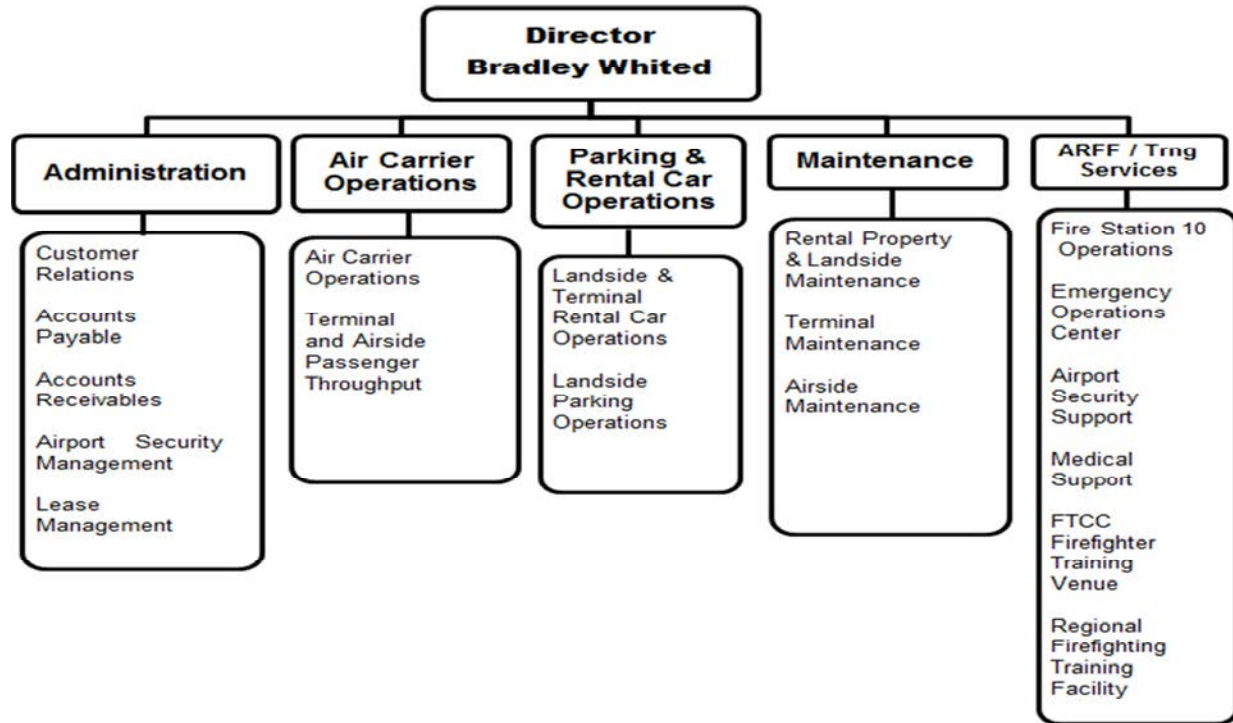 Director
Bradley Whited
Administration
Customer
Relations
Accounts
Payable
Accounts
Receivables
Airport Security
Management
Lease
Management
Air Carrier
Operations
Air Carrier
Operations
Terminal
and Airside
Passenger
Throughput
Parking &
Rental Car
Operations
Landside &
Terminal
Rental Car
Operations
Landside
Parking
Operations
Maintenance
Rental Property
& Landside
Maintenance
Terminal
Maintenance
Airside
Maintenance
ARFF / Trng
Services
Fire Station 10
Operations
Emergency
Operations
Center
Airport
Security
Support
Medical
Support
FTCC
Firefighter
Training
Venue
Regional
Firefighting
Training
Facility